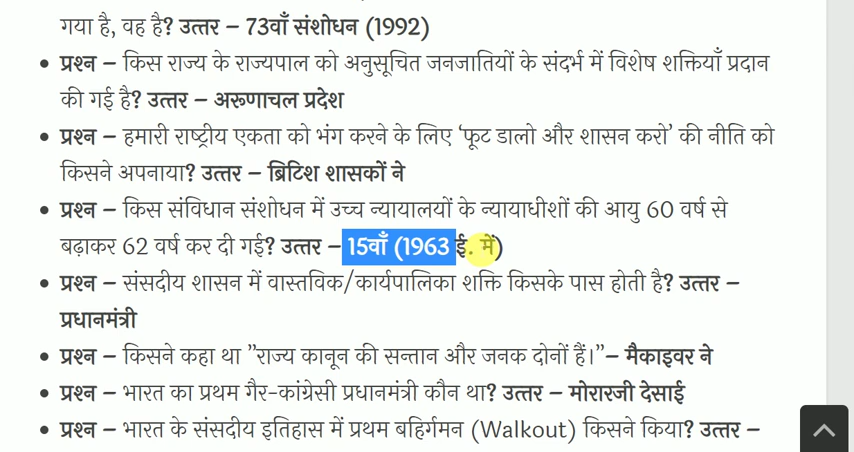 गया है, वह है? उत्तर – 73वाँ संशोधन (1992)
प्रश्न – किस राज्य के राज्यपाल को अनुसूचित जनजातियों के संदर्भ में विशेष शक्तियाँ प्रदान
की गई है? उत्तर – अरूणाचल प्रदेश
प्रश्न – हमारी राष्ट्रीय एकता को भंग करने के लिए ‘फूट डालो और शासन करो’ की नीति को
किसने अपनाया? उत्तर – ब्रिटिश शासकों ने
प्रश्न – किस संविधान संशोधन में उच्च न्यायालयों के न्यायाधीशों की आयु 60 वर्ष से
बढ़ाकर 62 वर्ष कर दी गई? उत्तर – 15वाँ (1963 ई. में)
प्रश्न – संसदीय शासन में वास्तविक/कार्यपालिका शक्ति किसके पास होती है? उत्तर –
प्रधानमंत्री
प्रश्न – किसने कहा था ”राज्य कानून की सन्तान और जनक दोनों हैं।”– मैकाइवर ने
प्रश्न – भारत का प्रथम गैर-कांग्रेसी प्रधानमंत्री कौन था? उत्तर – मोरारजी देसाई
प्रश्न – भारत के संसदीय इतिहास में प्रथम बहिर्गमन (Walkout) किसने किया? उत्तर –